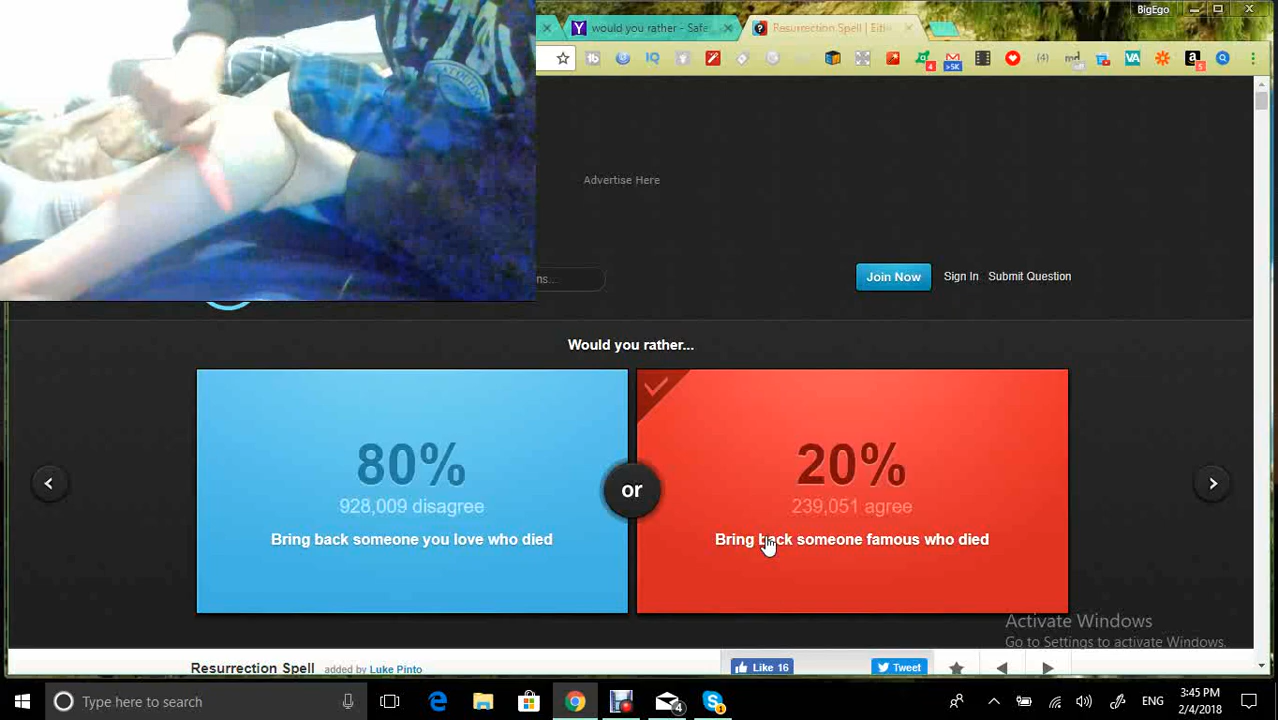 BigEgo
would you rather - Safe
Resurrection Spell | Eith
Advertise Here
ns...
Join Now
Sign In
Submit Question
Would you rather...
80%
928,009 disagree
Bring back someone you love who died
or
20%
239,051 agree
Bring back someone famous who died
Activate Windows
Go to Settings to activate Windows.
Resurrection Spell added by Luke Pinto
Like 16
Tweet
Type here to search
ENG
3:45 PM
2/4/2018